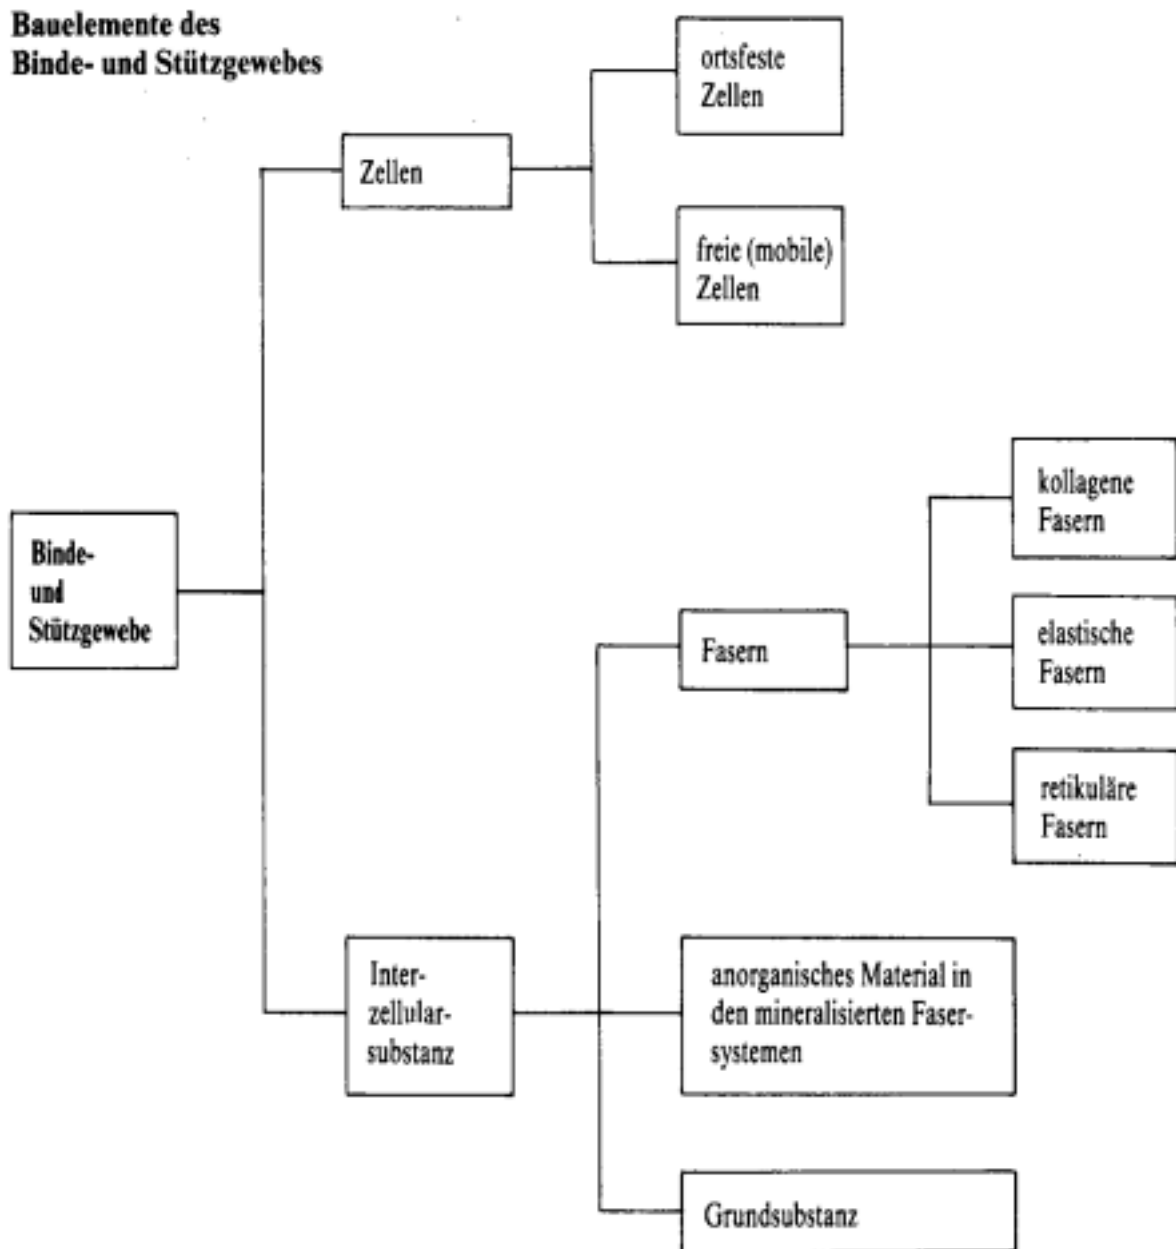 Bauelemente des
Binde- und Stützgewebes
ortsfeste
Zellen
Zellen
freie (mobile)
Zellen
kollagene
Fasern
Binde-
und
Stützgewebe
Fasern
elastische
Fasern
retikuläre
Fasern
Inter-
zellular-
substanz
anorganisches Material in
den mineralisierten Faser-
systemen
Grundsubstanz